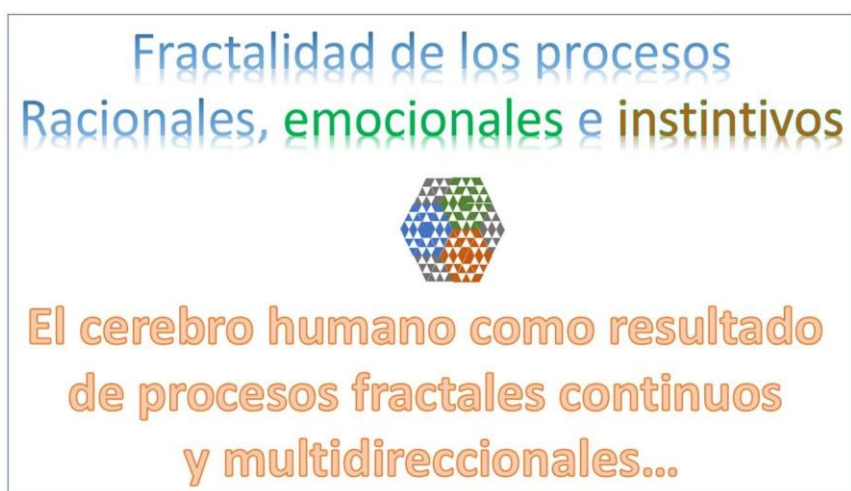 Fractalidad de los procesos
Racionales, emocionales e instintivos
El cerebro humano como resultado
de procesos fractales continuos
y multidireccionales...